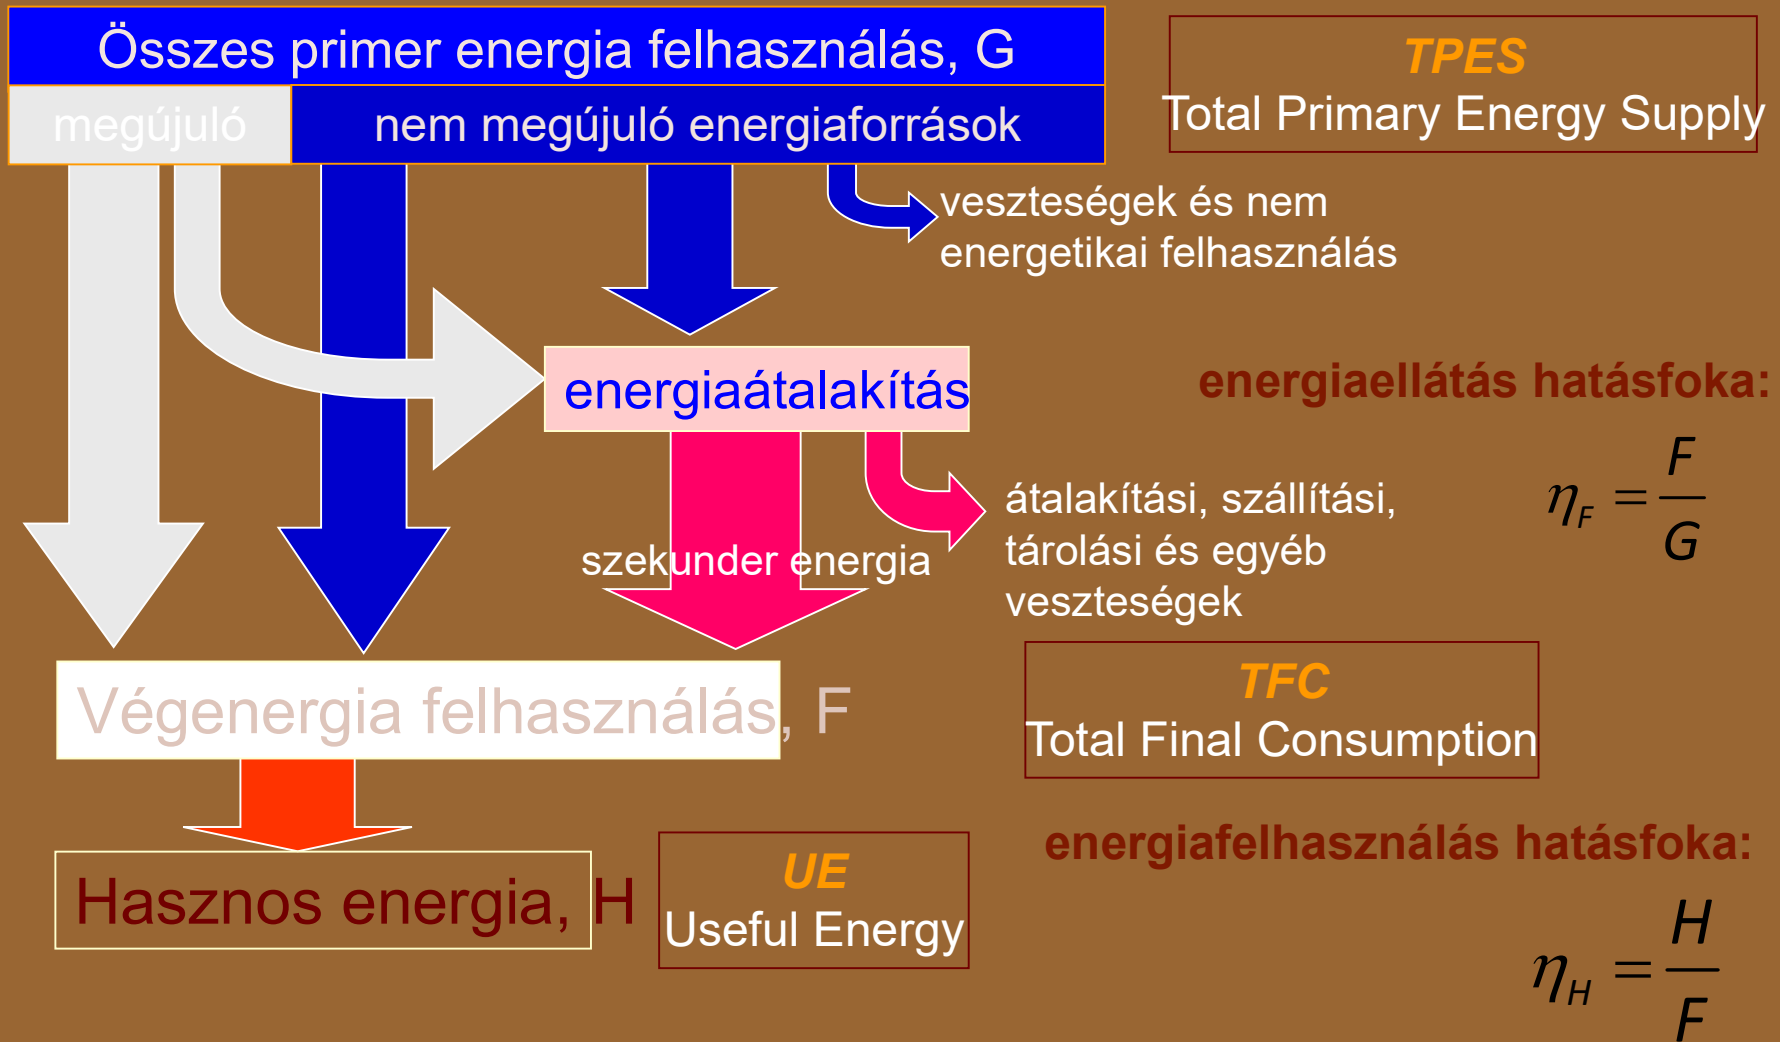 Összes primer energia felhasználás, G
TPES
Total Primary Energy Supply
megújuló
nem megújuló energiaforrások
veszteségek és nem
energetikai felhasználás
energiaátalakítás
energiaellátás hatásfoka:
η_F = F/G
átalakítási, szállítási,
tárolási és egyéb
veszteségek
szekunder energia
Végenergia felhasználás, F
TFC
Total Final Consumption
energiafelhasználás hatásfoka:
Hasznos energia, H
UE
Useful Energy
η_H = H/F